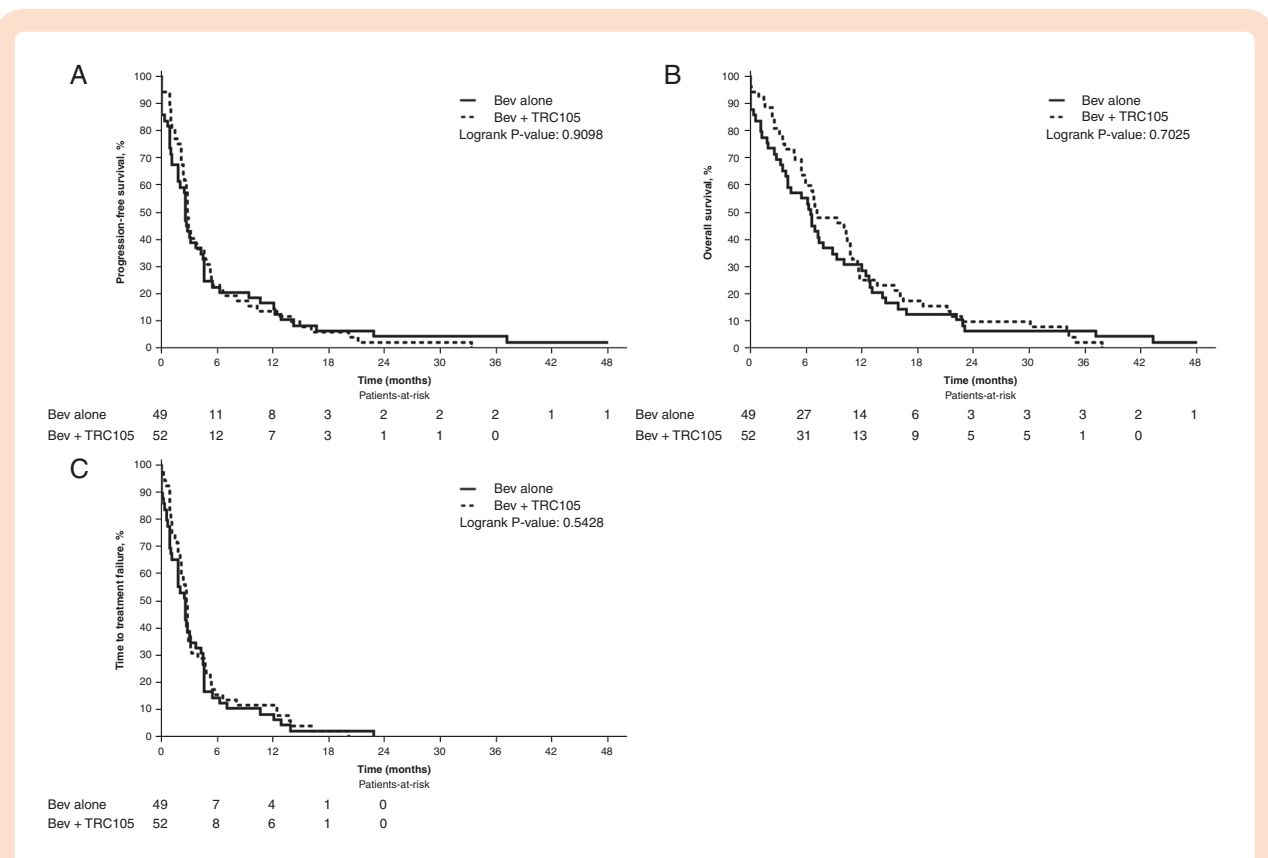 A
Progression-free survival, %
100
90
80
70
60
50
40
30
20
10
0
Bev alone
Bev + TRC105
Logrank P-value: 0.9098
0 6 12 18 24 30 36 42 48
Time (months)
Patients-at-risk
Bev alone 49 11 8 3 2 2 2 1 1
Bev + TRC105 52 12 7 3 1 1 0
B
Overall survival, %
100
90
80
70
60
50
40
30
20
10
0
Bev alone
Bev + TRC105
Logrank P-value: 0.7025
0 6 12 18 24 30 36 42 48
Time (months)
Patients-at-risk
Bev alone 49 27 14 6 3 3 3 2 1
Bev + TRC105 52 31 13 9 5 5 1 0
C
Time to treatment failure, %
100
90
80
70
60
50
40
30
20
10
0
Bev alone
Bev + TRC105
Logrank P-value: 0.5428
0 6 12 18 24 30 36 42 48
Time (months)
Patients-at-risk
Bev alone 49 7 4 1 0
Bev + TRC105 52 8 6 1 0